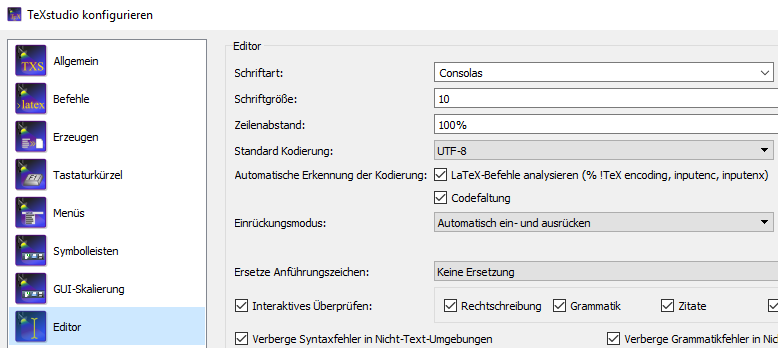 TeXstudio konfigurieren
Allgemein
Befehle
Erzeugen
Tastaturkürzel
Menüs
Symbolleisten
GUI-Skalierung
Editor
Editor
Schriftart: Consolas
Schriftgröße: 10
Zeilenabstand: 100%
Standard Kodierung: UTF-8
Automatische Erkennung der Kodierung: LaTeX-Befehle analysieren (% !TeX encoding, inputenc, inputenx)
Codefaltung
Einrückungsmodus: Automatisch ein- und ausrücken
Ersetze Anführungszeichen: Keine Ersetzung
Interaktives Überprüfen: Rechtschreibung Grammatik Zitate
Verberge Syntaxfehler in Nicht-Text-Umgebungen Verberge Grammatikfehler in Nic